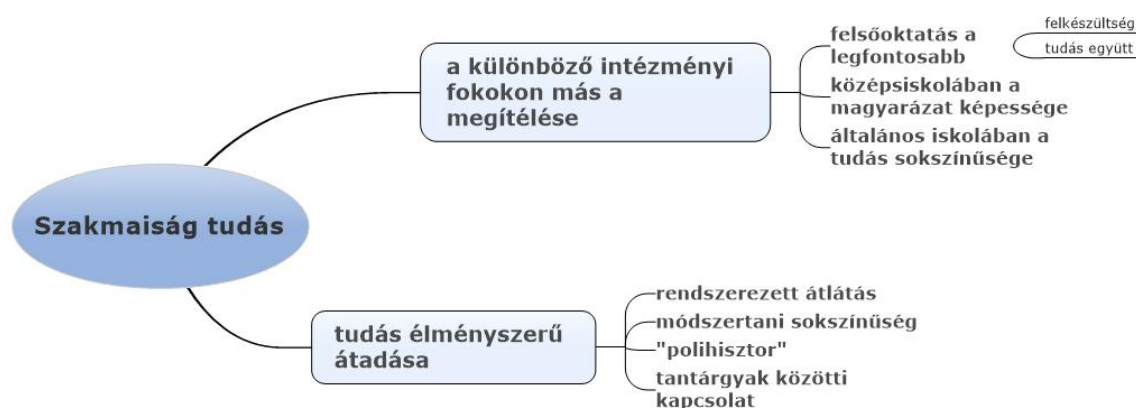 Szakmaiság tudás
a különböző intézményi
fokokon más a
megítélése
felsőoktatás a
legfontosabb
felkészültség
tudás együtt
középsiskolában a
magyarázat képessége
általános iskolában a
tudás sokszínűsége
tudás élményszerű
átadása
rendszerezett átlátás
módszertani sokszínűség
"polihisztor"
tantárgyak közötti
kapcsolat